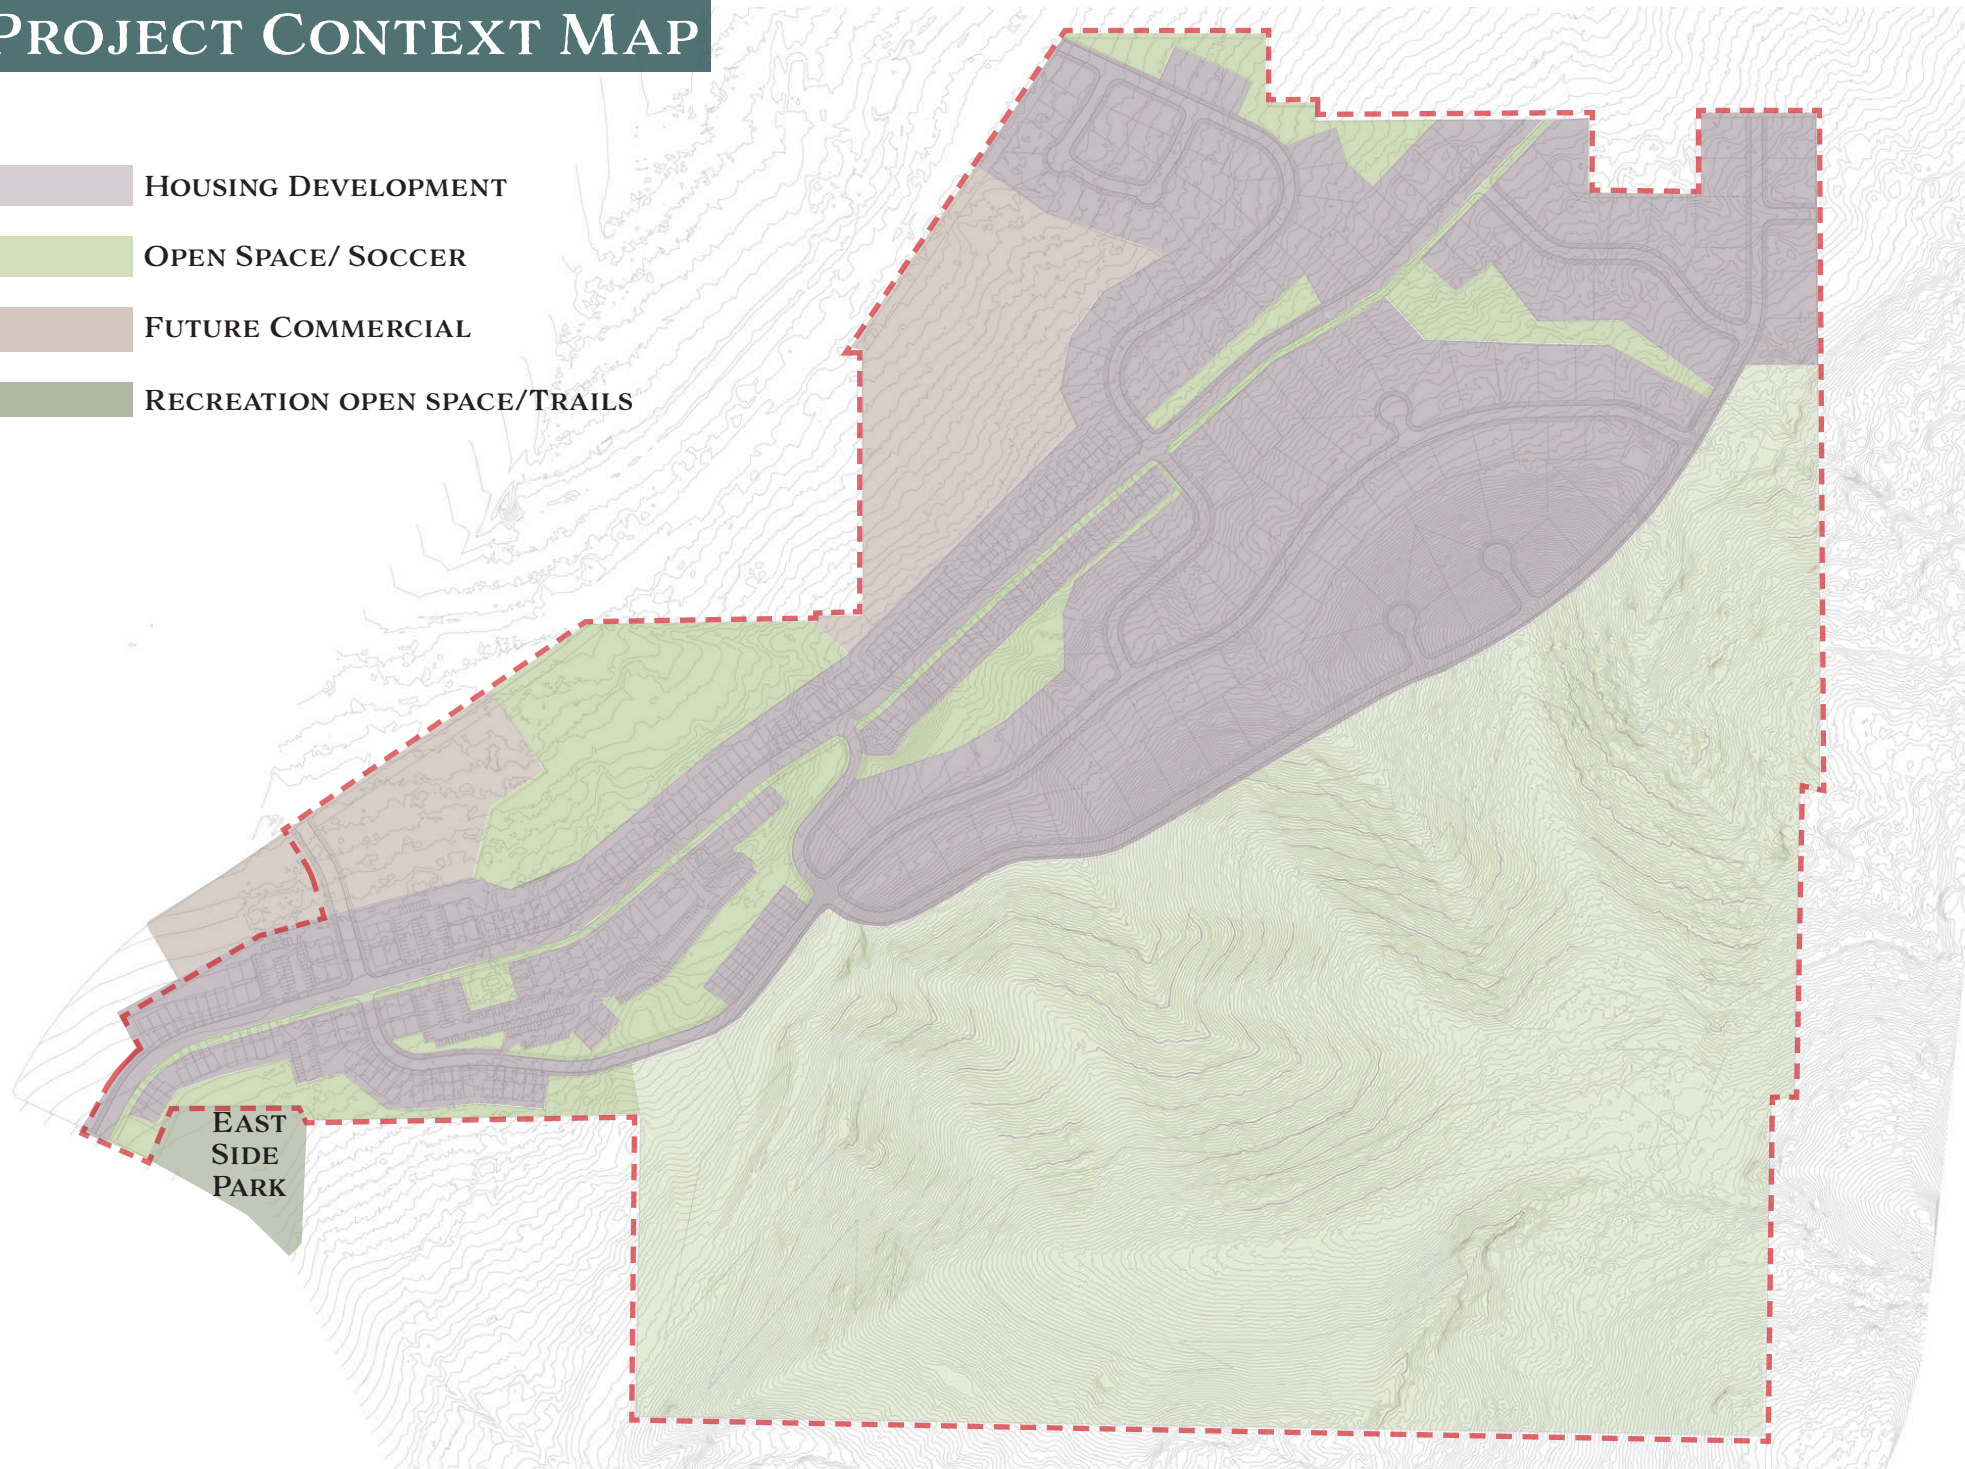 PROJECT CONTEXT MAP
HOUSING DEVELOPMENT
OPEN SPACE/ SOCCER
FUTURE COMMERCIAL
RECREATION OPEN SPACE/TRAILS
EAST
SIDE
PARK